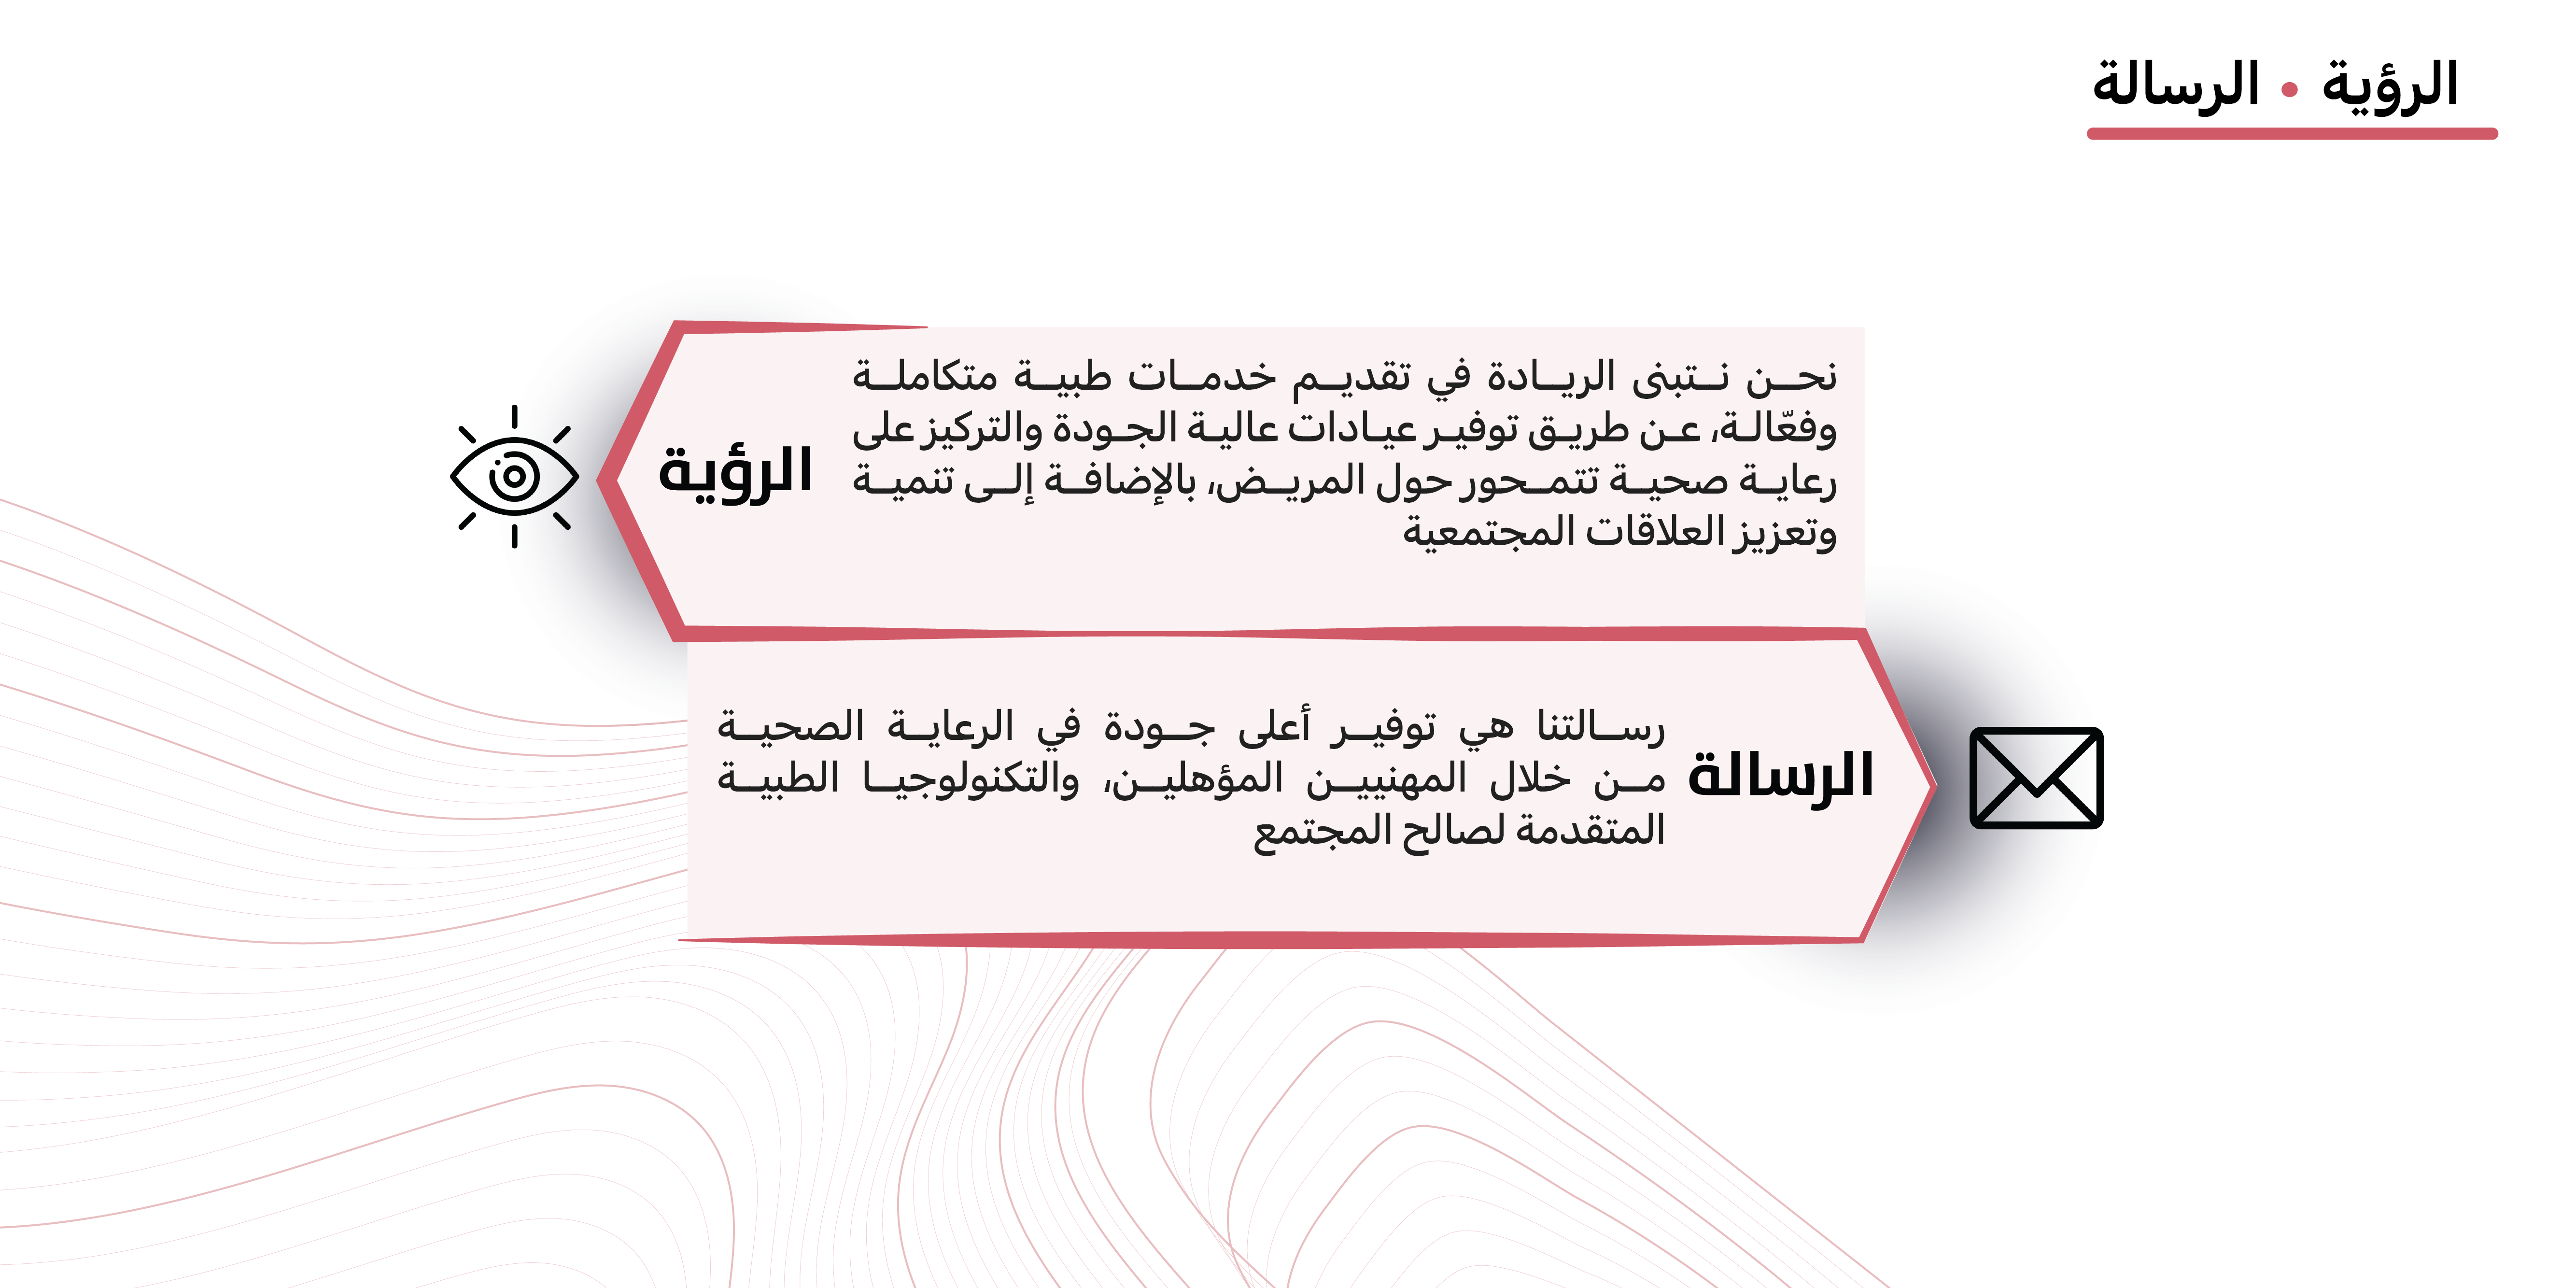 الرؤية • الرسالة
نحن نتبنى الريادة في تقديم خدمات طبية متكاملة
وفعّالة، عن طريق توفير عيادات عالية الجودة والتركيز على
رعاية صحية تتمحور حول المريض، بالإضافة إلى تنمية
وتعزيز العلاقات المجتمعية
الرؤية
الرسالة
رسالتنا هي توفير أعلى جودة في الرعاية الصحية
من خلال المهنيين المؤهلين، والتكنولوجيا الطبية
المتقدمة لصالح المجتمع